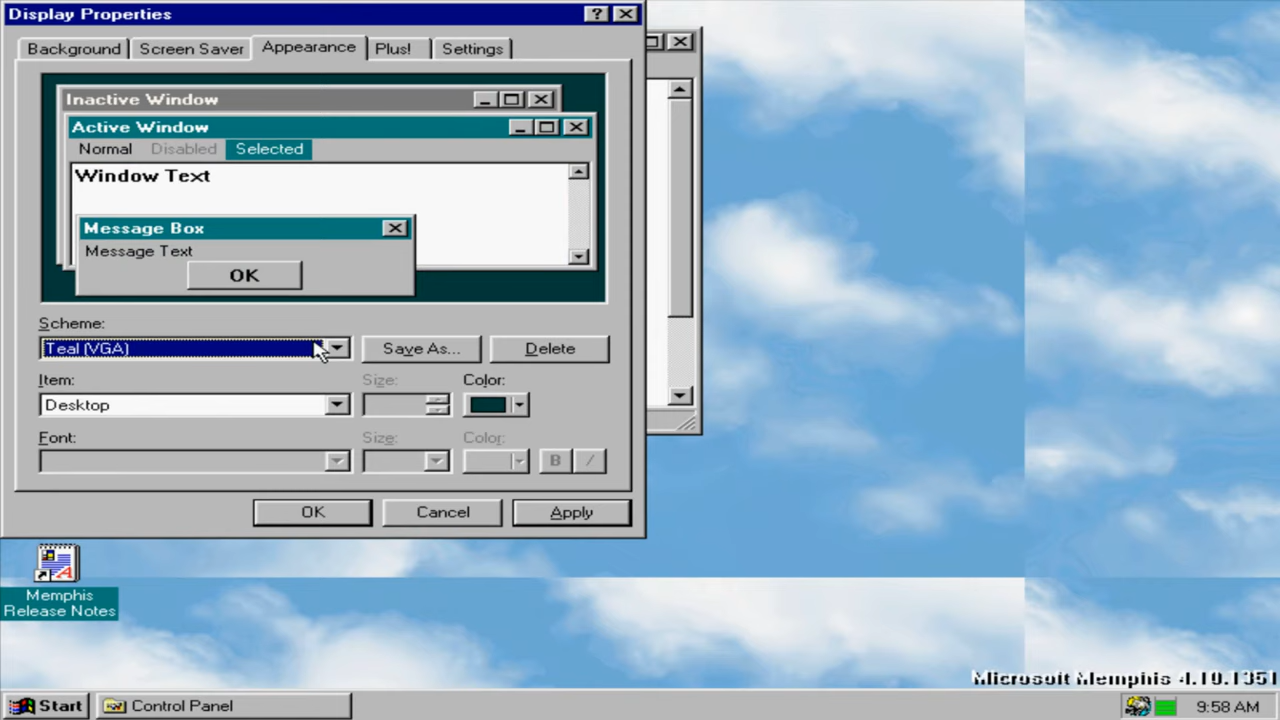 Display Properties
Background Screen Saver Appearance Plus! Settings
Inactive Window
Active Window
Normal Disabled Selected
Window Text
Message Box
Message Text
OK
Scheme:
Teal (VGA) Save As... Delete
Item: Size: Color:
Desktop
Font: Size: Color:
B /
OK Cancel Apply
Memphis
Release Notes
Microsoft Memphis 4.10.1351
Start Control Panel 9:58 AM